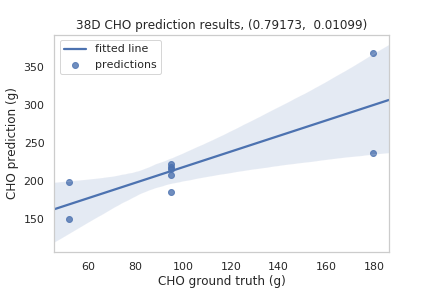 38D CHO prediction results, (0.79173,  0.01099)
fitted line
predictions
350
300
250
200
150
CHO prediction (g)
60
80
100
120
140
160
180
CHO ground truth (g)